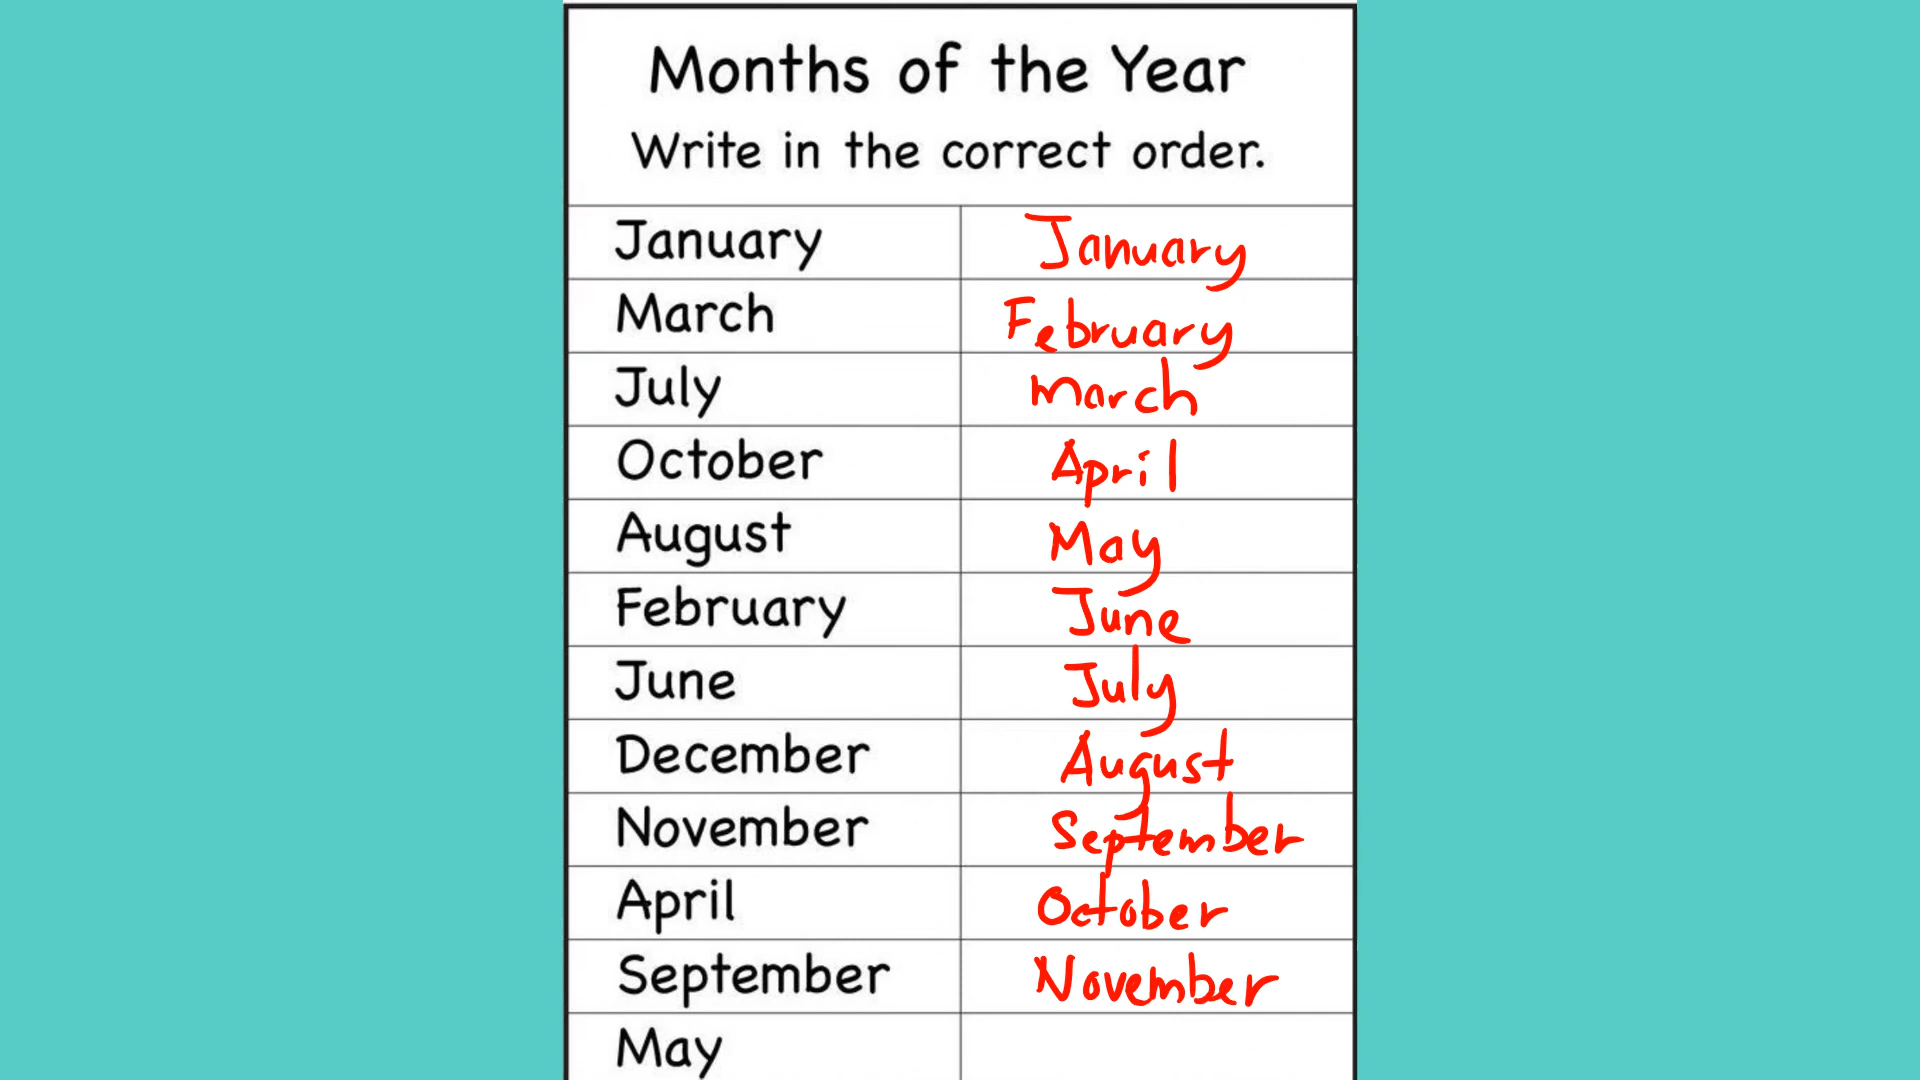 Months of the Year
Write in the correct order.
January January
March February
July March
October April
August May
February June
June July
December August
November September
April October
September November
May